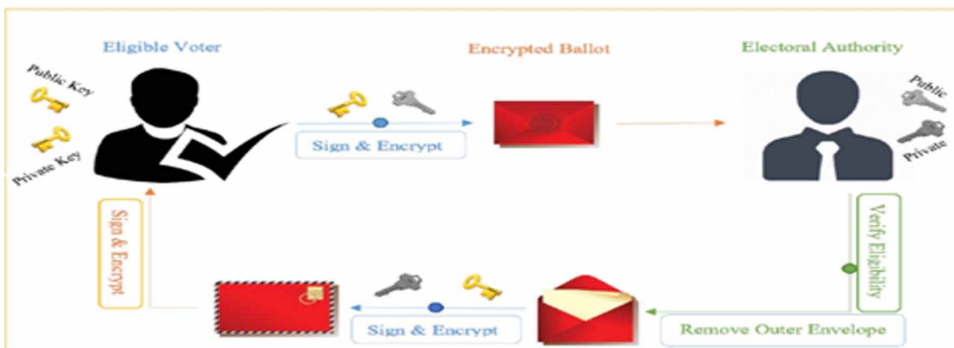 Eligible Voter
Encrypted Ballot
Electoral Authority
Public Key
Private Key
Sign & Encrypt
Public
Private
Sign & Encrypt
Verify Eligibility
Sign & Encrypt
Remove Outer Envelope